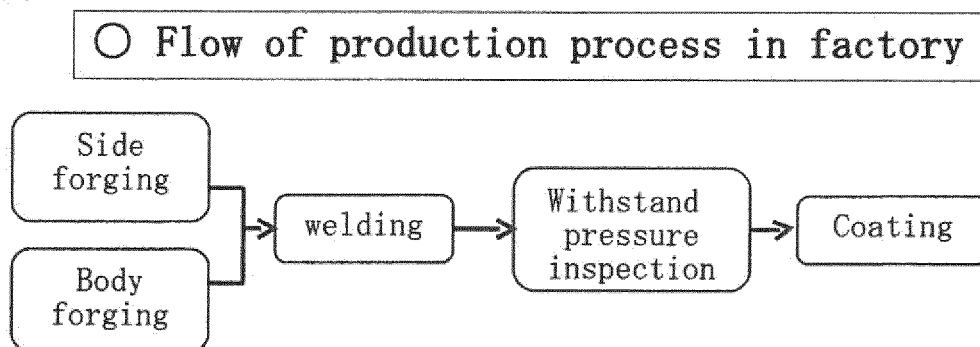 ○ Flow of production process in factory
Side
forging
Body
forging
welding
Withstand
pressure
inspection
Coating